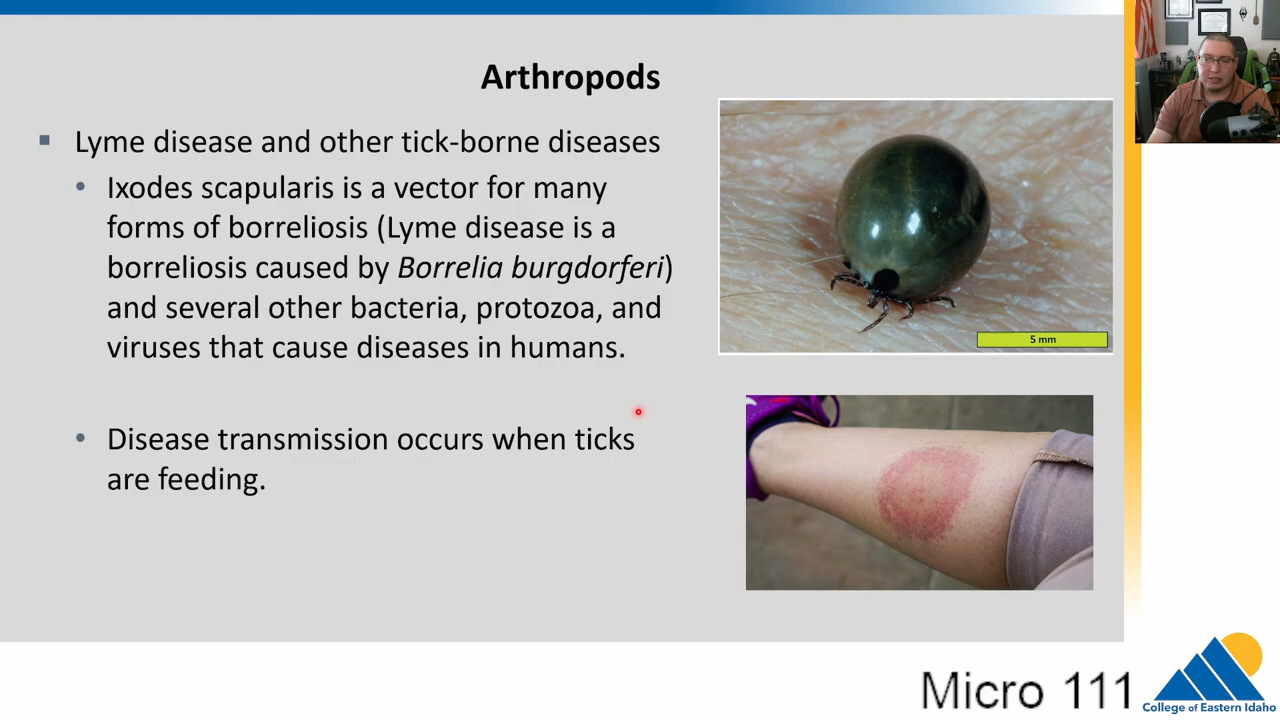 Arthropods
Lyme disease and other tick-borne diseases
Ixodes scapularis is a vector for many
forms of borreliosis (Lyme disease is a
borreliosis caused by Borrelia burgdorferi)
and several other bacteria, protozoa, and
viruses that cause diseases in humans.
Disease transmission occurs when ticks
are feeding.
5 mm
Micro 111
College of Eastern Idaho